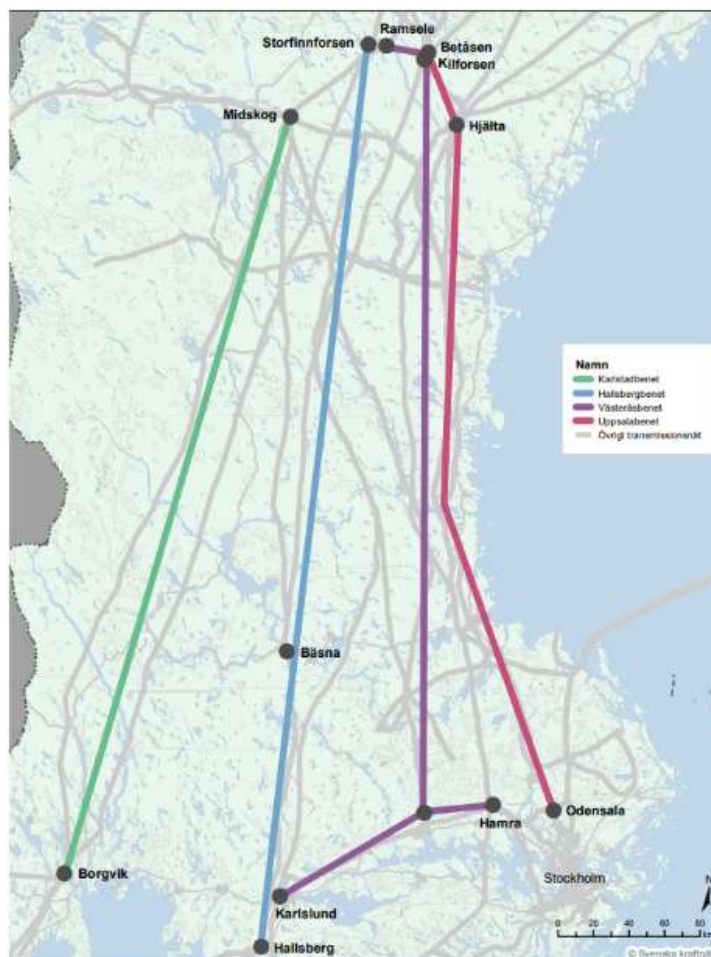 Ramsele
Storfinnforsen
Betåsen
Kilforsen
Midskog
Hjälta
Namn
Karlstadbenet
Hallsbergbenet
Västeråsbenet
Uppsalabenet
Övrigt transmissionsnät
Bäsna
Hamra
Odensala
Borgvik
Stockholm
N
Karlslund
0 20 40 60 80
Hallsberg
© Svenska kraftnät